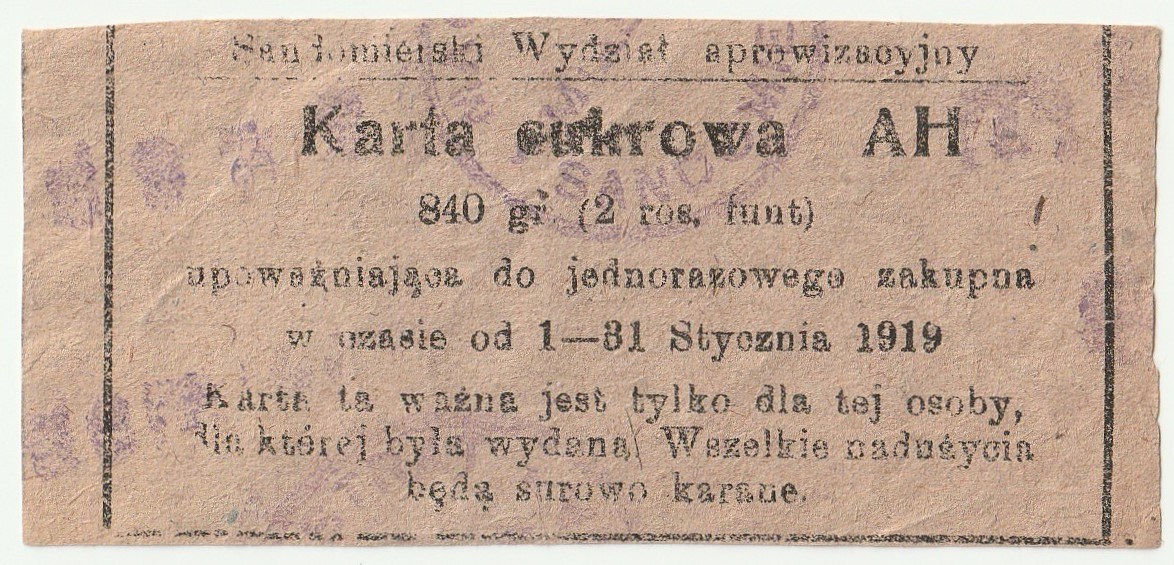 Sandomierski Wydział aprowizacyjny
Karta cukrowa AH
840 gr (2 ros. funt)
upoważniająca do jednorazowego zakupna
w czasie od 1—31 Stycznia 1919
Karta ta ważna jest tylko dla tej osoby,
dla której była wydana. Wszelkie nadużycia
będą surowo karane.